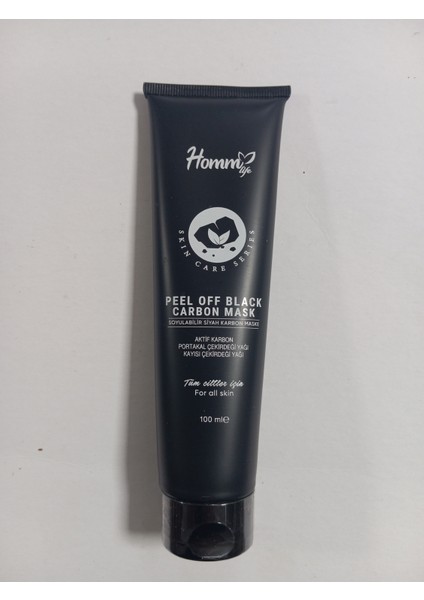 Homm
life
SKIN CARE SERIES
PEEL OFF BLACK
CARBON MASK
SOYULABİLİR SİYAH KARBON MASKE
AKTİF KARBON
PORTAKAL ÇEKİRDEĞİ YAĞI
KAYISI ÇEKİRDEĞİ YAĞI
Tüm ciltler için
For all skin
100 ml℮